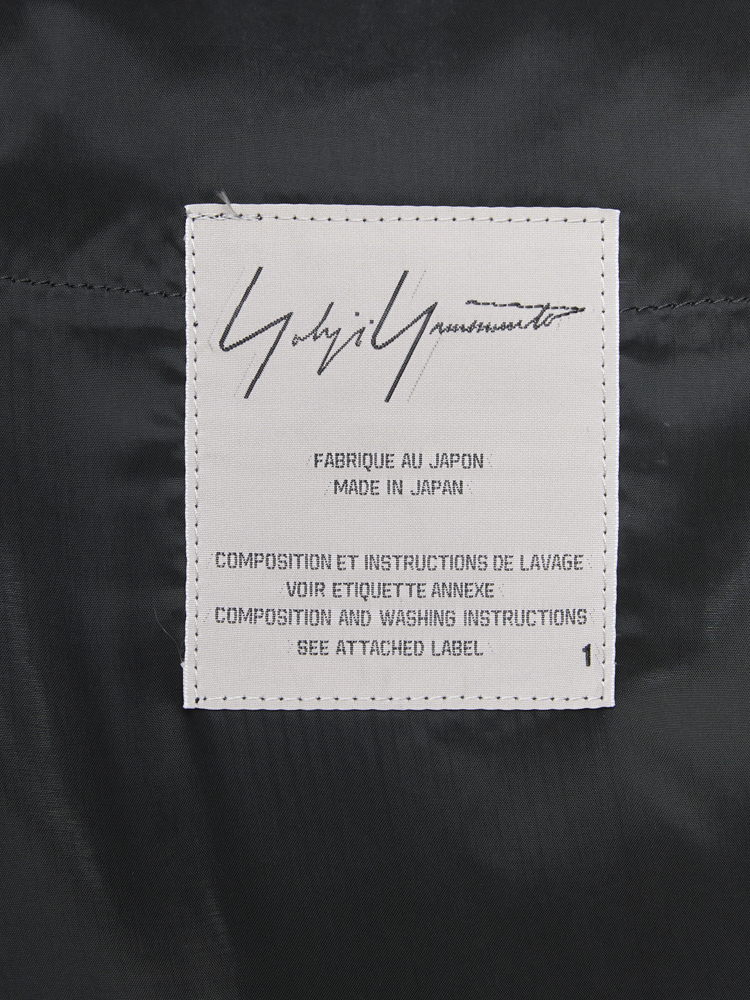 Yohji Yamamoto
FABRIQUE AU JAPON
MADE IN JAPAN
COMPOSITION ET INSTRUCTIONS DE LAVAGE
VOIR ETIQUETTE ANNEXE
COMPOSITION AND WASHING INSTRUCTIONS
SEE ATTACHED LABEL
1